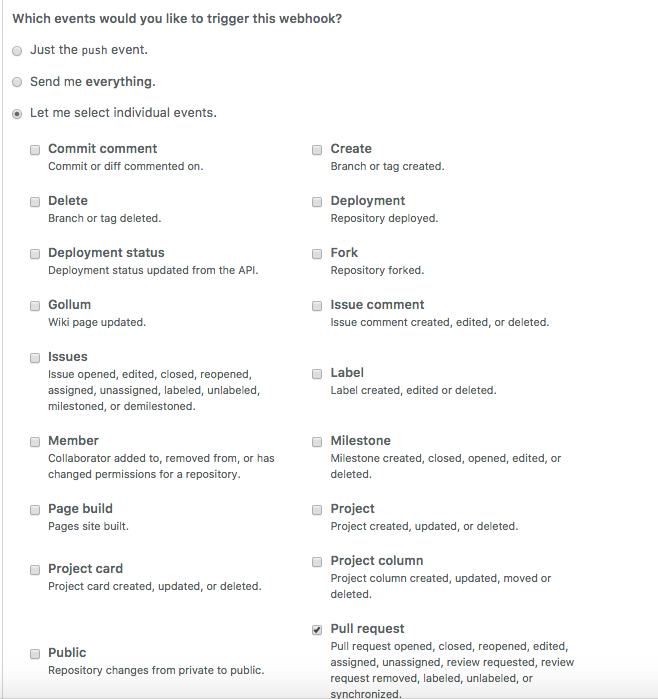 Which events would you like to trigger this webhook?
Just the push event.
Send me everything.
Let me select individual events.
Commit comment
Commit or diff commented on.
Create
Branch or tag created.
Delete
Branch or tag deleted.
Deployment
Repository deployed.
Deployment status
Deployment status updated from the API.
Fork
Repository forked.
Gollum
Wiki page updated.
Issue comment
Issue comment created, edited, or deleted.
Issues
Issue opened, edited, closed, reopened,
assigned, unassigned, labeled, unlabeled,
milestoned, or demilestoned.
Label
Label created, edited or deleted.
Member
Collaborator added to, removed from, or has
changed permissions for a repository.
Milestone
Milestone created, closed, opened, edited, or
deleted.
Page build
Pages site built.
Project
Project created, updated, or deleted.
Project card
Project card created, updated, or deleted.
Project column
Project column created, updated, moved or
deleted.
Public
Repository changes from private to public.
Pull request
Pull request opened, closed, reopened, edited,
assigned, unassigned, review requested, review
request removed, labeled, unlabeled, or
synchronized.